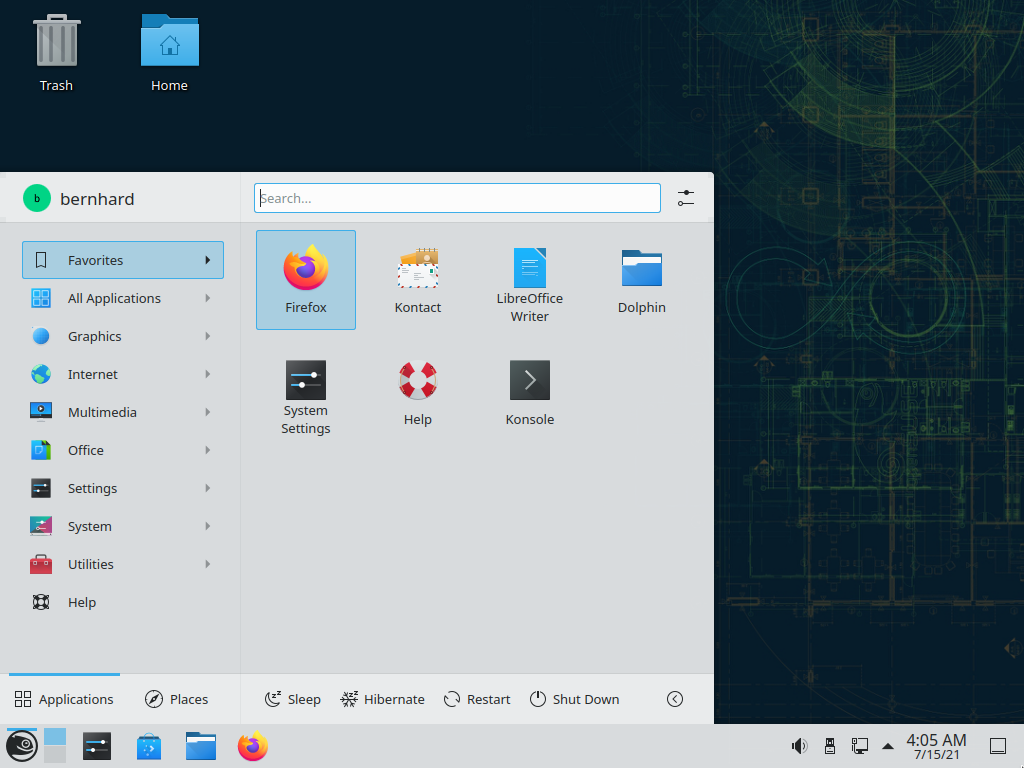 Trash
Home
b
bernhard
Search...
Favorites
All Applications
Graphics
Internet
Multimedia
Office
Settings
System
Utilities
Help
Firefox
Kontact
LibreOffice
Writer
Dolphin
System
Settings
Help
Konsole
Applications
Places
Sleep
Hibernate
Restart
Shut Down
4:05 AM
7/15/21